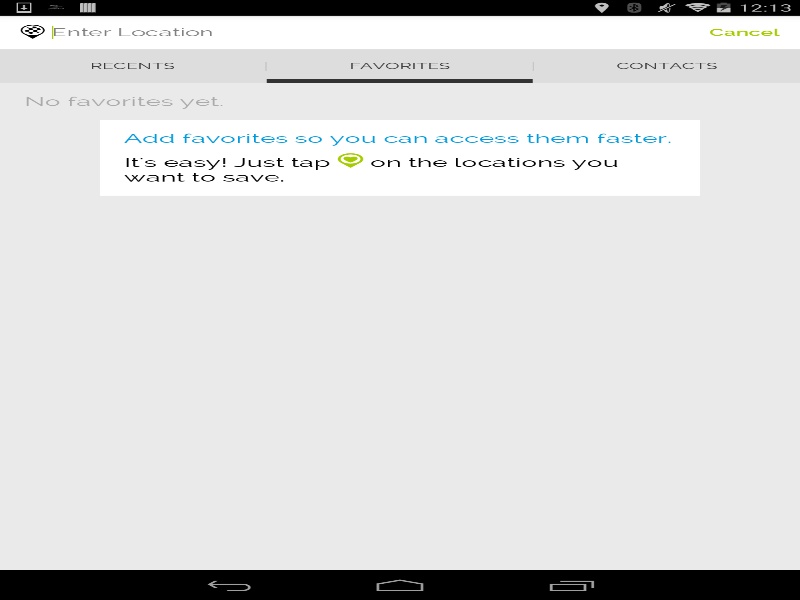 12:13
Enter Location
Cancel
RECENTS
FAVORITES
CONTACTS
No favorites yet.
Add favorites so you can access them faster.
It's easy! Just tap on the locations you
want to save.